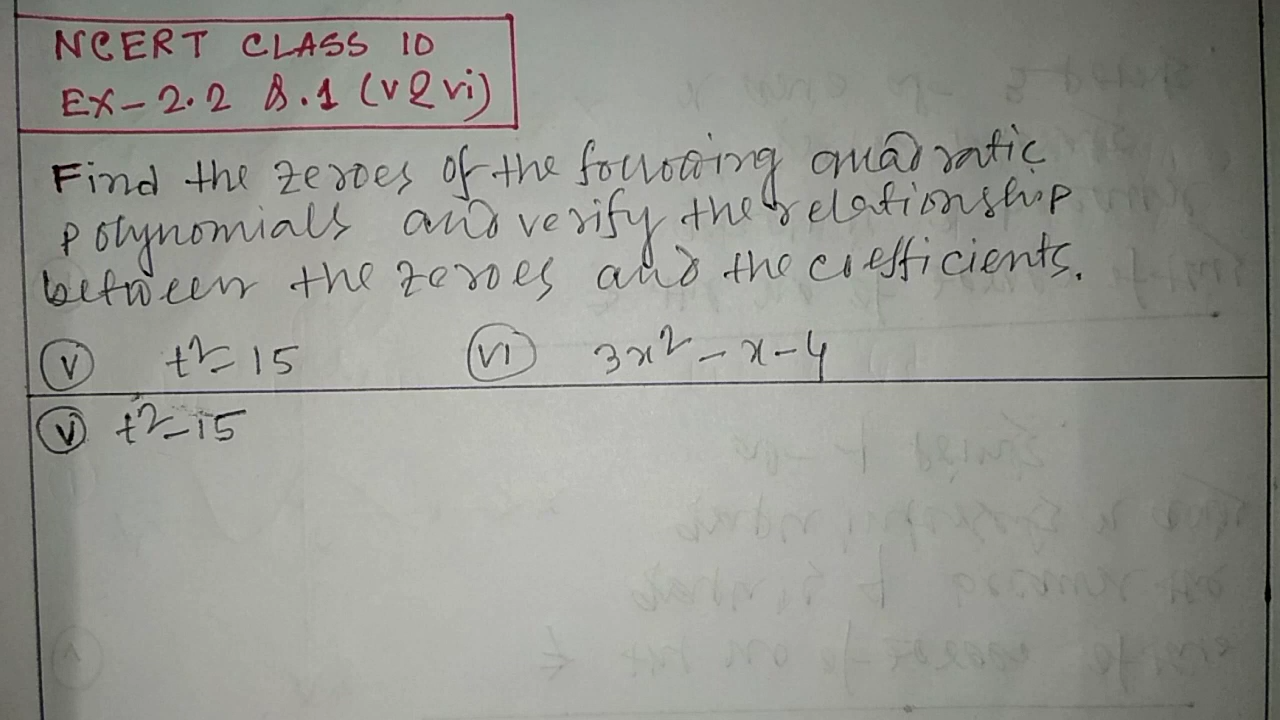 NCERT CLASS 10
EX-2.2 Q.1 (v & vi)
Find the zeroes of the following quadratic
polynomials and verify the relationship
between the zeroes and the coefficients.
(v) t²-15 (vi) 3x²-x-4
(v) t²-15